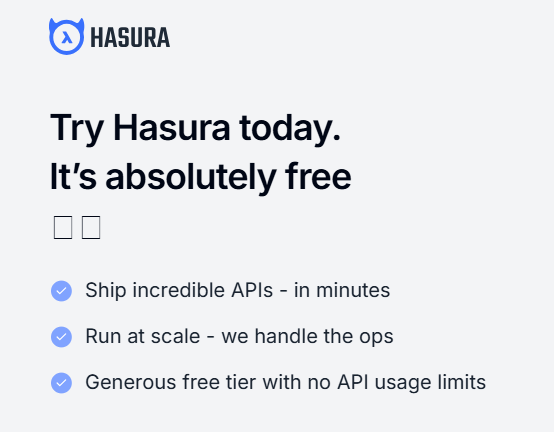 HASURA
Try Hasura today.
It’s absolutely free
Ship incredible APIs - in minutes
Run at scale - we handle the ops
Generous free tier with no API usage limits